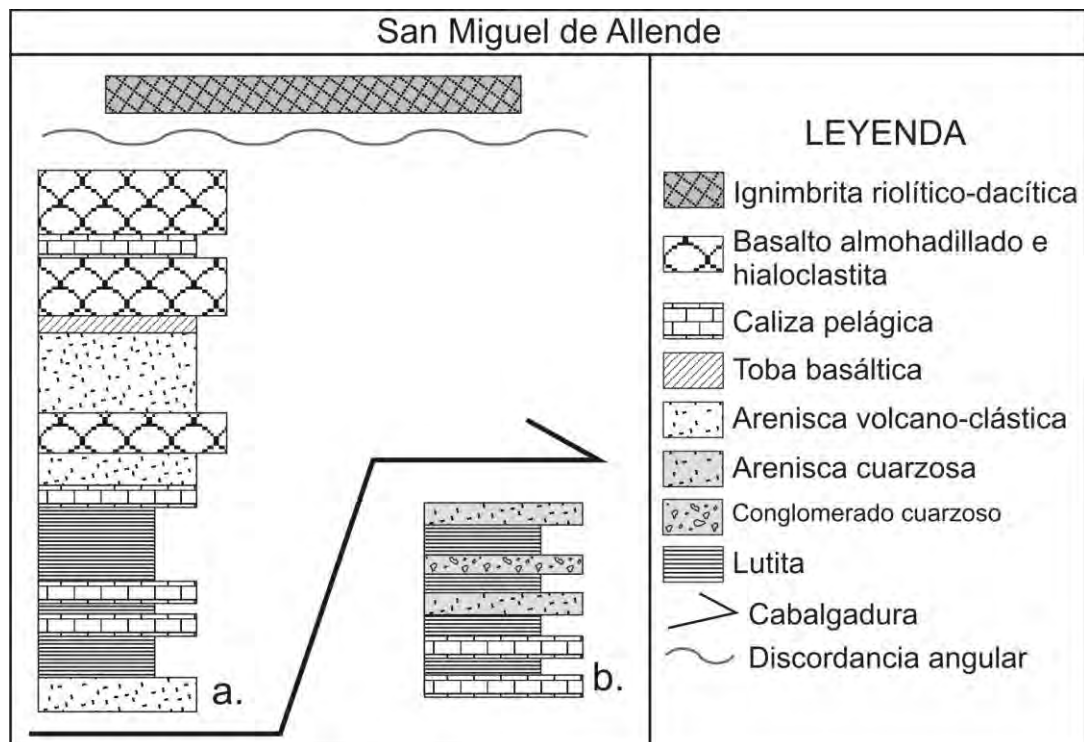 San Miguel de Allende
a.
b.
LEYENDA
Ignimbrita riolítico-dacítica
Basalto almohadillado e
hialoclastita
Caliza pelágica
Toba basáltica
Arenisca volcano-clástica
Arenisca cuarzosa
Conglomerado cuarzoso
Lutita
Cabalgadura
Discordancia angular